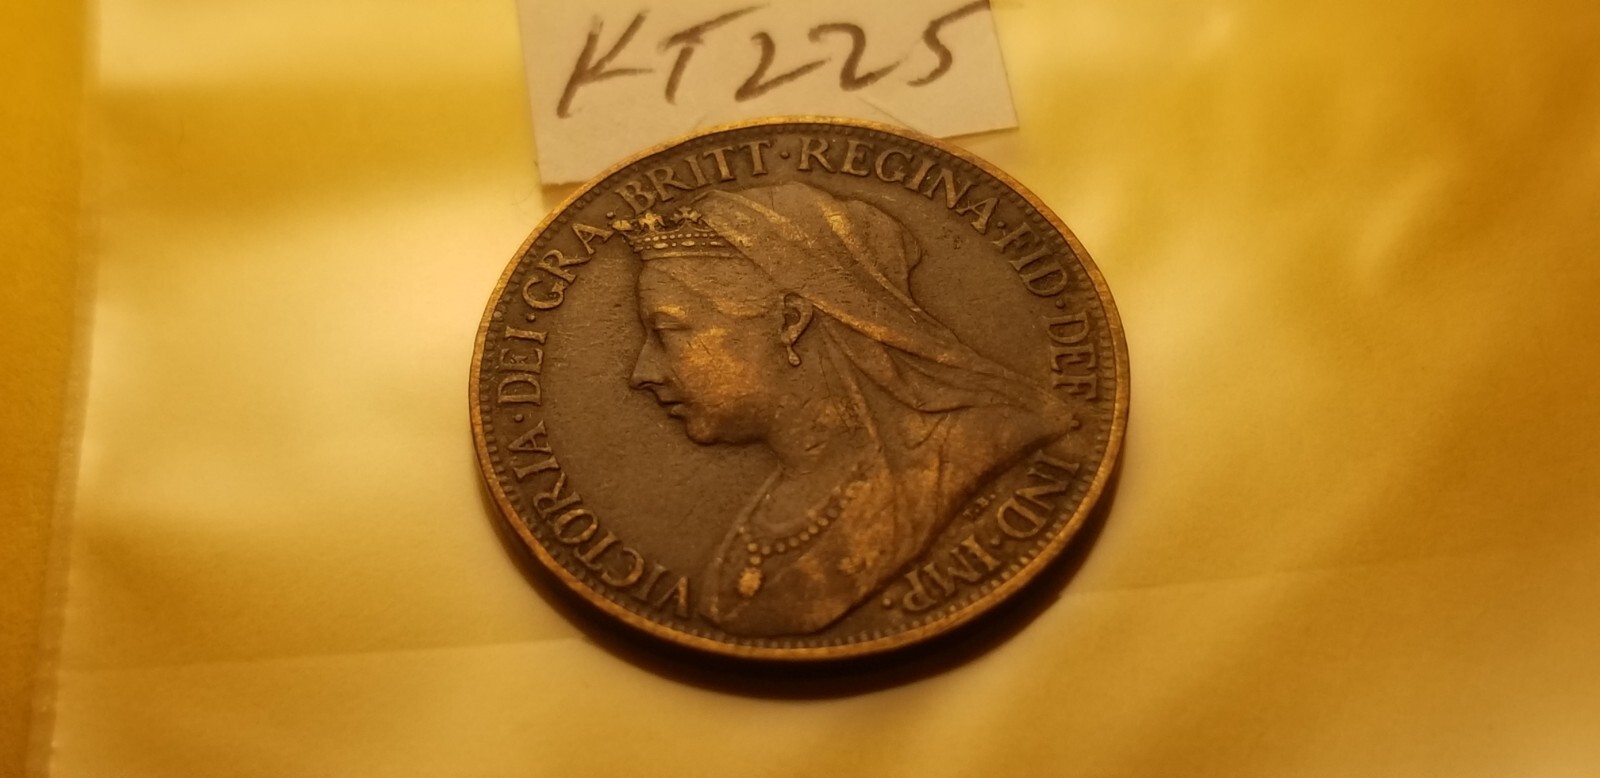 KT225
VICTORIA · DEI · GRA · BRITT · REGINA · FID · DEF · IND · IMP.
T.B.